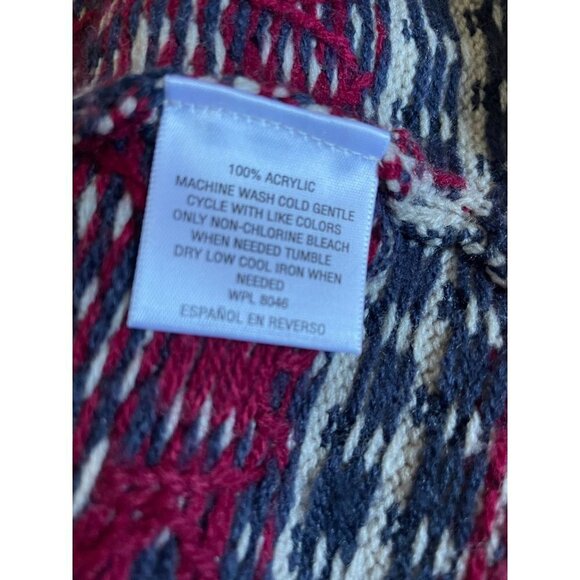 100% ACRYLIC
MACHINE WASH COLD GENTLE
CYCLE WITH LIKE COLORS
ONLY NON-CHLORINE BLEACH
WHEN NEEDED TUMBLE
DRY LOW COOL IRON WHEN
NEEDED
WPL 8046
ESPAÑOL EN REVERSO